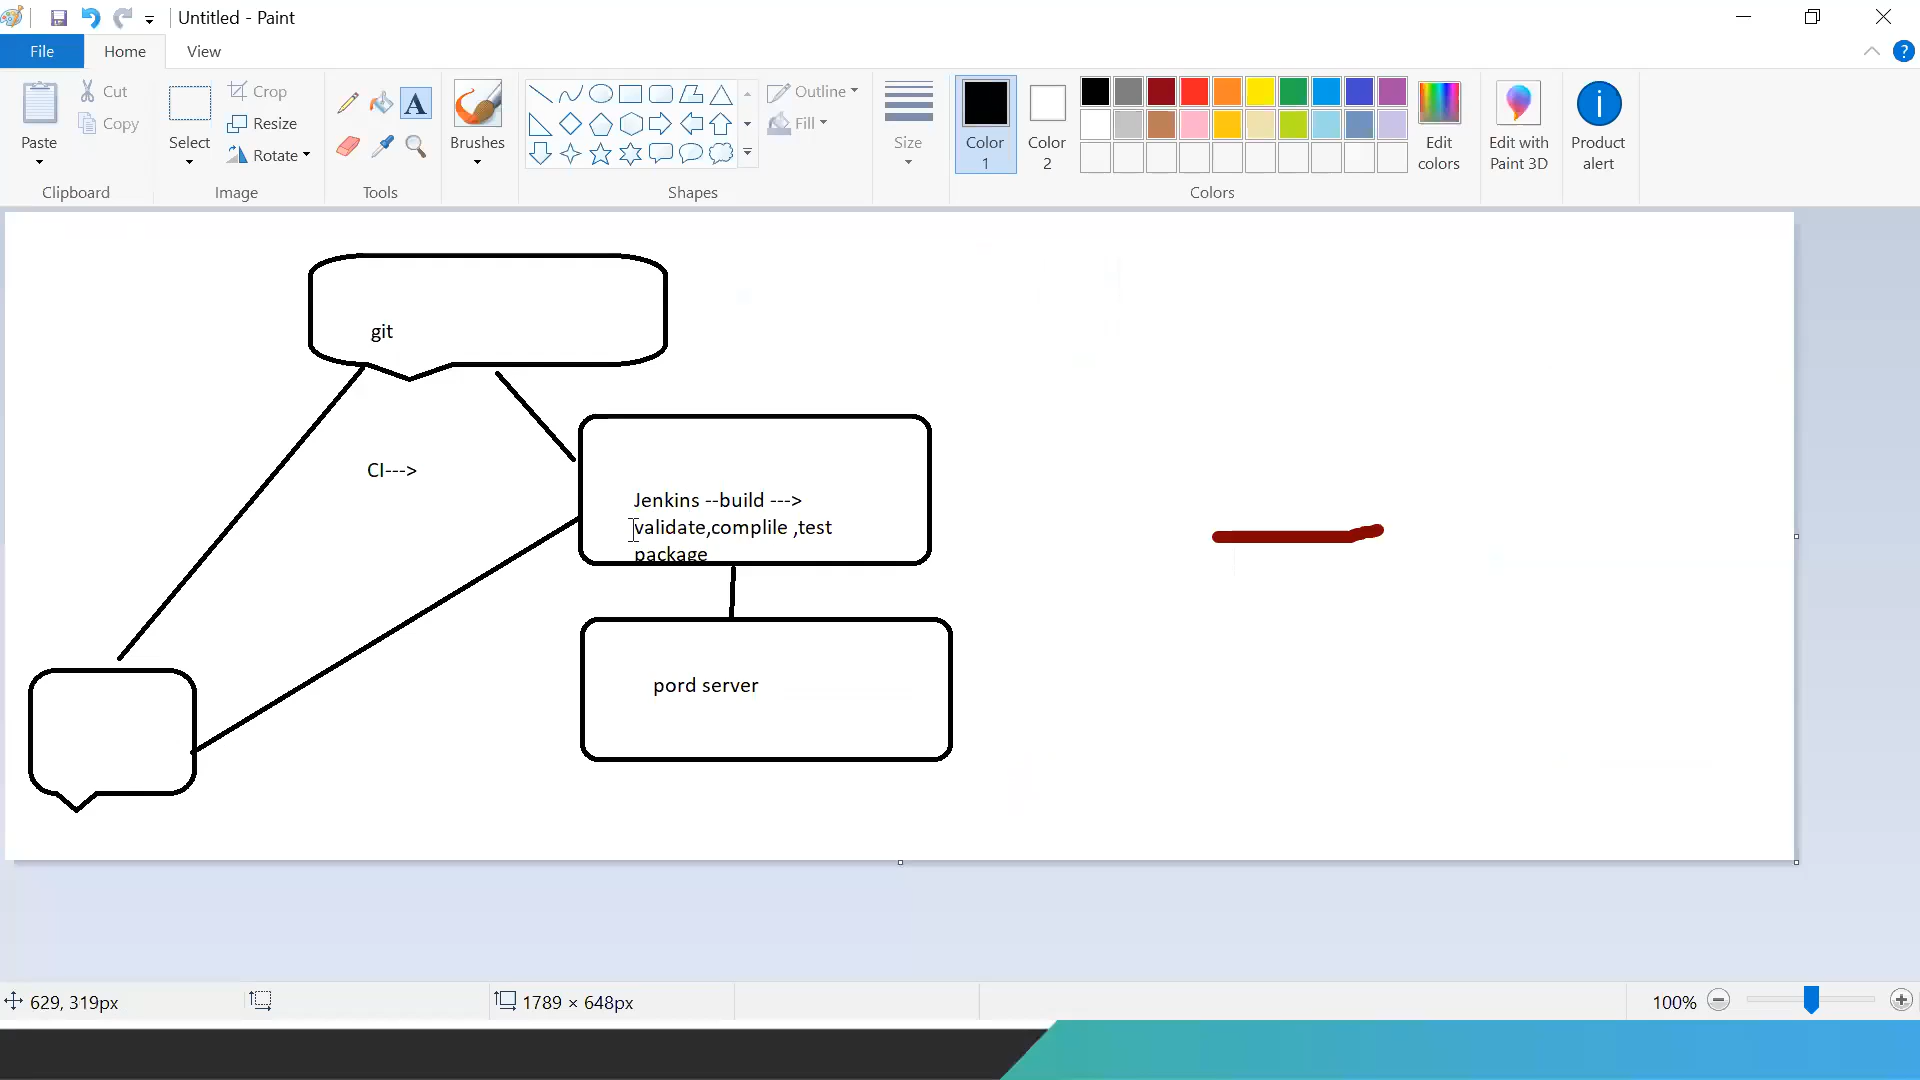 Untitled - Paint
File
Home
View
?
Paste
Cut
Copy
Clipboard
Select
Crop
Resize
Rotate
Image
A
Tools
Brushes
Shapes
Outline
Fill
Size
Color
1
Color
2
Colors
Edit
colors
Edit with
Paint 3D
i
Product
alert
git
CI--->
Jenkins --build --->
validate,complile ,test
package
pord server
629, 319px
1789 × 648px
100%